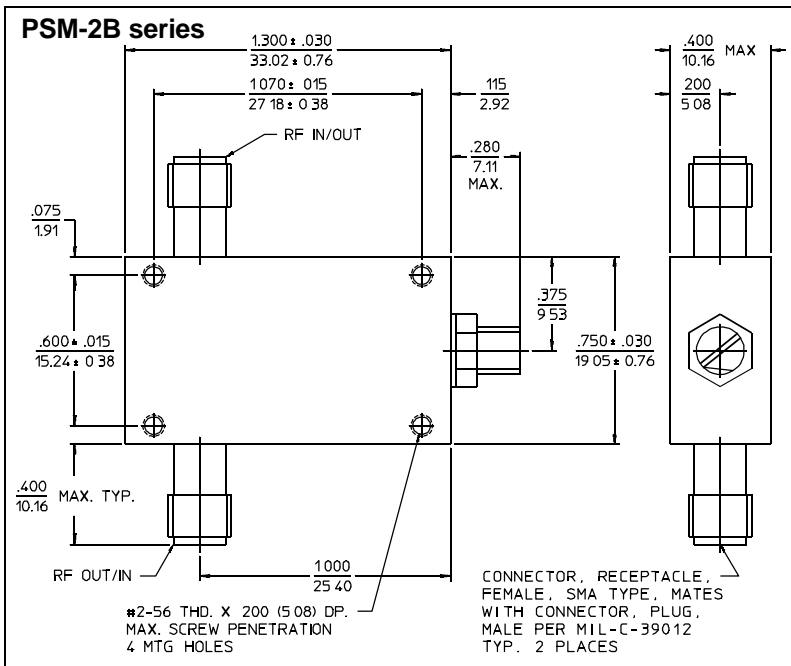 PSM-2B series
1.300 ± .030
33.02 ± 0.76
1 070 ± 015
27 18 ± 0 38
115
2.92
.400
10.16
MAX
200
5 08
RF IN/OUT
.280
7.11
MAX.
.075
1.91
.375
9 53
.600 ± .015
15.24 ± 0 38
.750 ± .030
19 05 ± 0.76
.400
10.16
MAX. TYP.
RF OUT/IN
1 000
25 40
#2-56 THD. X 200 (5 08) DP.
MAX. SCREW PENETRATION
4 MTG HOLES
CONNECTOR, RECEPTACLE,
FEMALE, SMA TYPE, MATES
WITH CONNECTOR, PLUG,
MALE PER MIL-C-39012
TYP. 2 PLACES